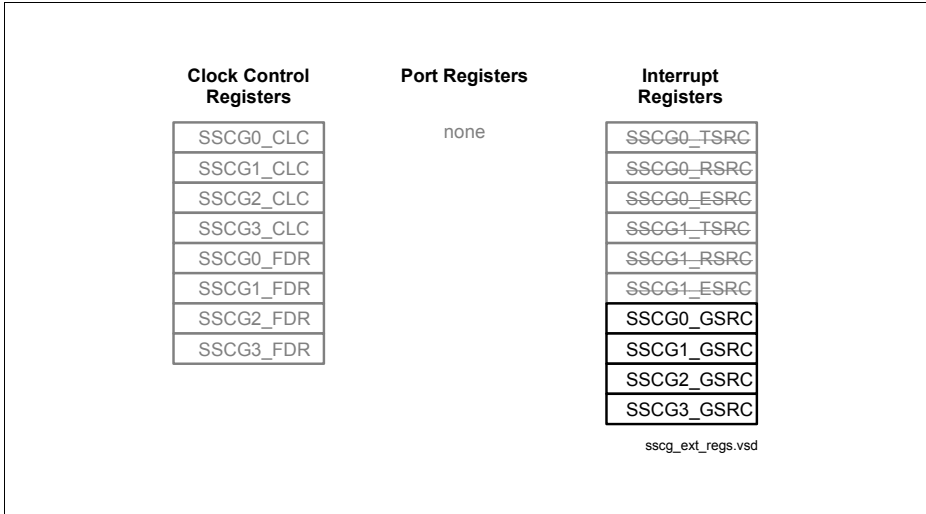 Clock Control
Registers
SSCG0_CLC
SSCG1_CLC
SSCG2_CLC
SSCG3_CLC
SSCG0_FDR
SSCG1_FDR
SSCG2_FDR
SSCG3_FDR
Port Registers
none
Interrupt
Registers
SSCG0_TSRC
SSCG0_RSRC
SSCG0_ESRC
SSCG1_TSRC
SSCG1_RSRC
SSCG1_ESRC
SSCG0_GSRC
SSCG1_GSRC
SSCG2_GSRC
SSCG3_GSRC
sscg_ext_regs.vsd